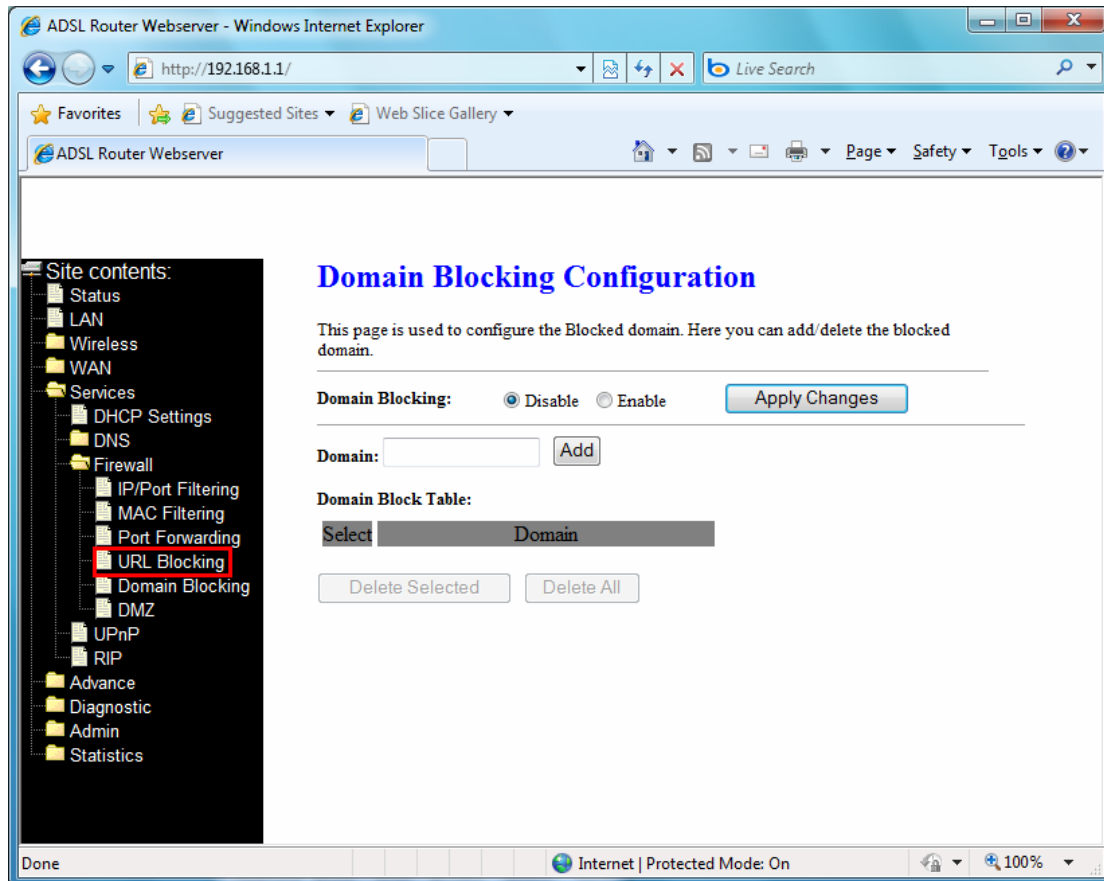 ADSL Router Webserver - Windows Internet Explorer
http://192.168.1.1/
Live Search
Favorites
Suggested Sites
Web Slice Gallery
ADSL Router Webserver
Page
Safety
Tools
Site contents:
Status
LAN
Wireless
WAN
Services
DHCP Settings
DNS
Firewall
IP/Port Filtering
MAC Filtering
Port Forwarding
URL Blocking
Domain Blocking
DMZ
UPnP
RIP
Advance
Diagnostic
Admin
Statistics
Domain Blocking Configuration
This page is used to configure the Blocked domain. Here you can add/delete the blocked
domain.
Domain Blocking: Disable Enable Apply Changes
Domain: Add
Domain Block Table:
Select Domain
Delete Selected Delete All
Done
Internet | Protected Mode: On
100%